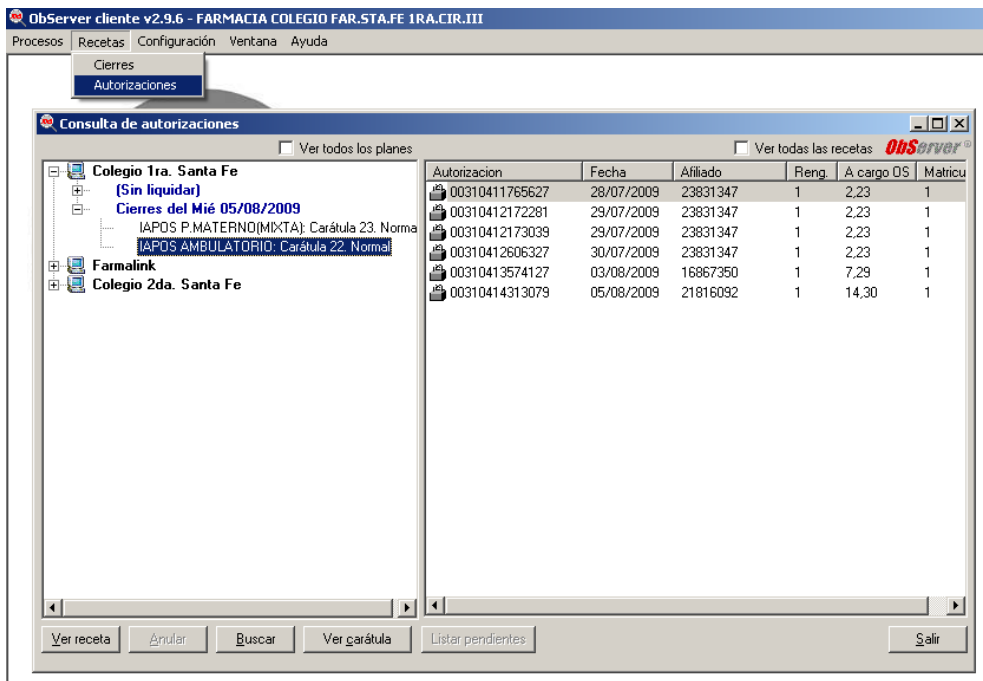 ObServer cliente v2.9.6 - FARMACIA COLEGIO FAR.STA.FE 1RA.CIR.III
Procesos Recetas Configuración Ventana Ayuda
Cierres
Autorizaciones
Consulta de autorizaciones
Ver todos los planes
Ver todas las recetas ObServer
Colegio 1ra. Santa Fe
(Sin liquidar)
Cierres del Mié 05/08/2009
IAPOS P.MATERNO(MIXTA): Carátula 23. Norma
IAPOS AMBULATORIO: Carátula 22. Normal
Farmalink
Colegio 2da. Santa Fe
Autorizacion Fecha Afiliado Reng. A cargo OS Matricu
00310411765627 28/07/2009 23831347 1 2,23 1
00310412172281 29/07/2009 23831347 1 2,23 1
00310412173039 29/07/2009 23831347 1 2,23 1
00310412606327 30/07/2009 23831347 1 2,23 1
00310413574127 03/08/2009 16867350 1 7,29 1
00310414313079 05/08/2009 21816092 1 14,30 1
Ver receta Anular Buscar Ver carátula Listar pendientes Salir